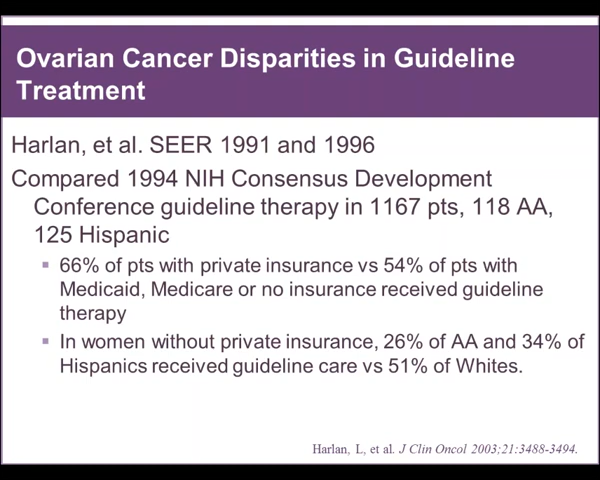 Ovarian Cancer Disparities in Guideline
Treatment
Harlan, et al. SEER 1991 and 1996
Compared 1994 NIH Consensus Development
Conference guideline therapy in 1167 pts, 118 AA,
125 Hispanic
▪ 66% of pts with private insurance vs 54% of pts with
Medicaid, Medicare or no insurance received guideline
therapy
▪ In women without private insurance, 26% of AA and 34% of
Hispanics received guideline care vs 51% of Whites.
Harlan, L, et al. J Clin Oncol 2003;21:3488-3494.